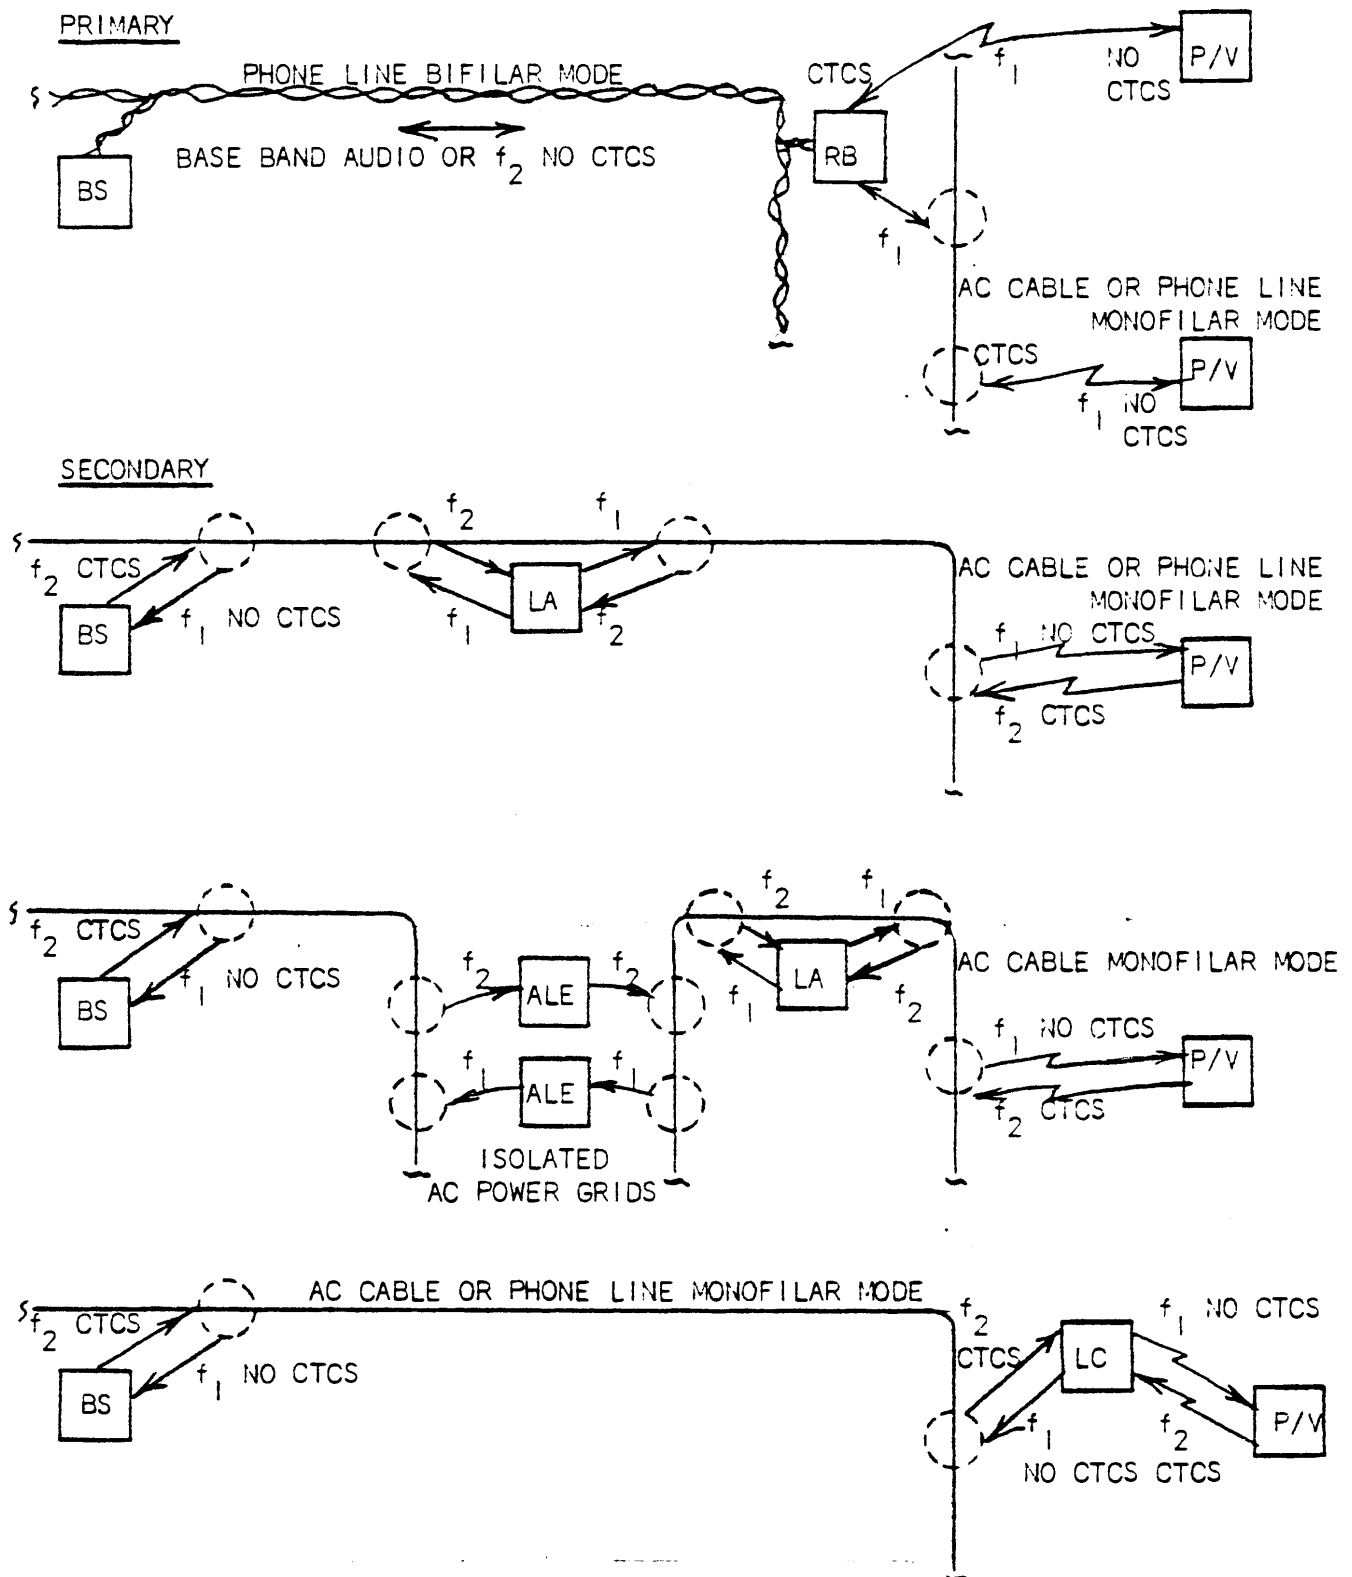 PRIMARY
PHONE LINE BIFILAR MODE
BASE BAND AUDIO OR f2 NO CTCS
BS
CTCS
RB
f1
NO
CTCS
P/V
f1
AC CABLE OR PHONE LINE
MONOFILAR MODE
CTCS
f1 NO
CTCS
P/V
SECONDARY
f2 CTCS
f1 NO CTCS
BS
f2
f1
LA
f1
f2
AC CABLE OR PHONE LINE
MONOFILAR MODE
f1 NO CTCS
P/V
f2 CTCS
f2 CTCS
f1 NO CTCS
BS
f2
ALE
f2
f1
ALE
f1
ISOLATED
AC POWER GRIDS
f2
f1
LA
f1
f2
AC CABLE MONOFILAR MODE
f1 NO CTCS
P/V
f2 CTCS
AC CABLE OR PHONE LINE MONOFILAR MODE
f2 CTCS
f1 NO CTCS
BS
f2
CTCS
LC
f1 NO CTCS
P/V
f1
f2
NO CTCS CTCS